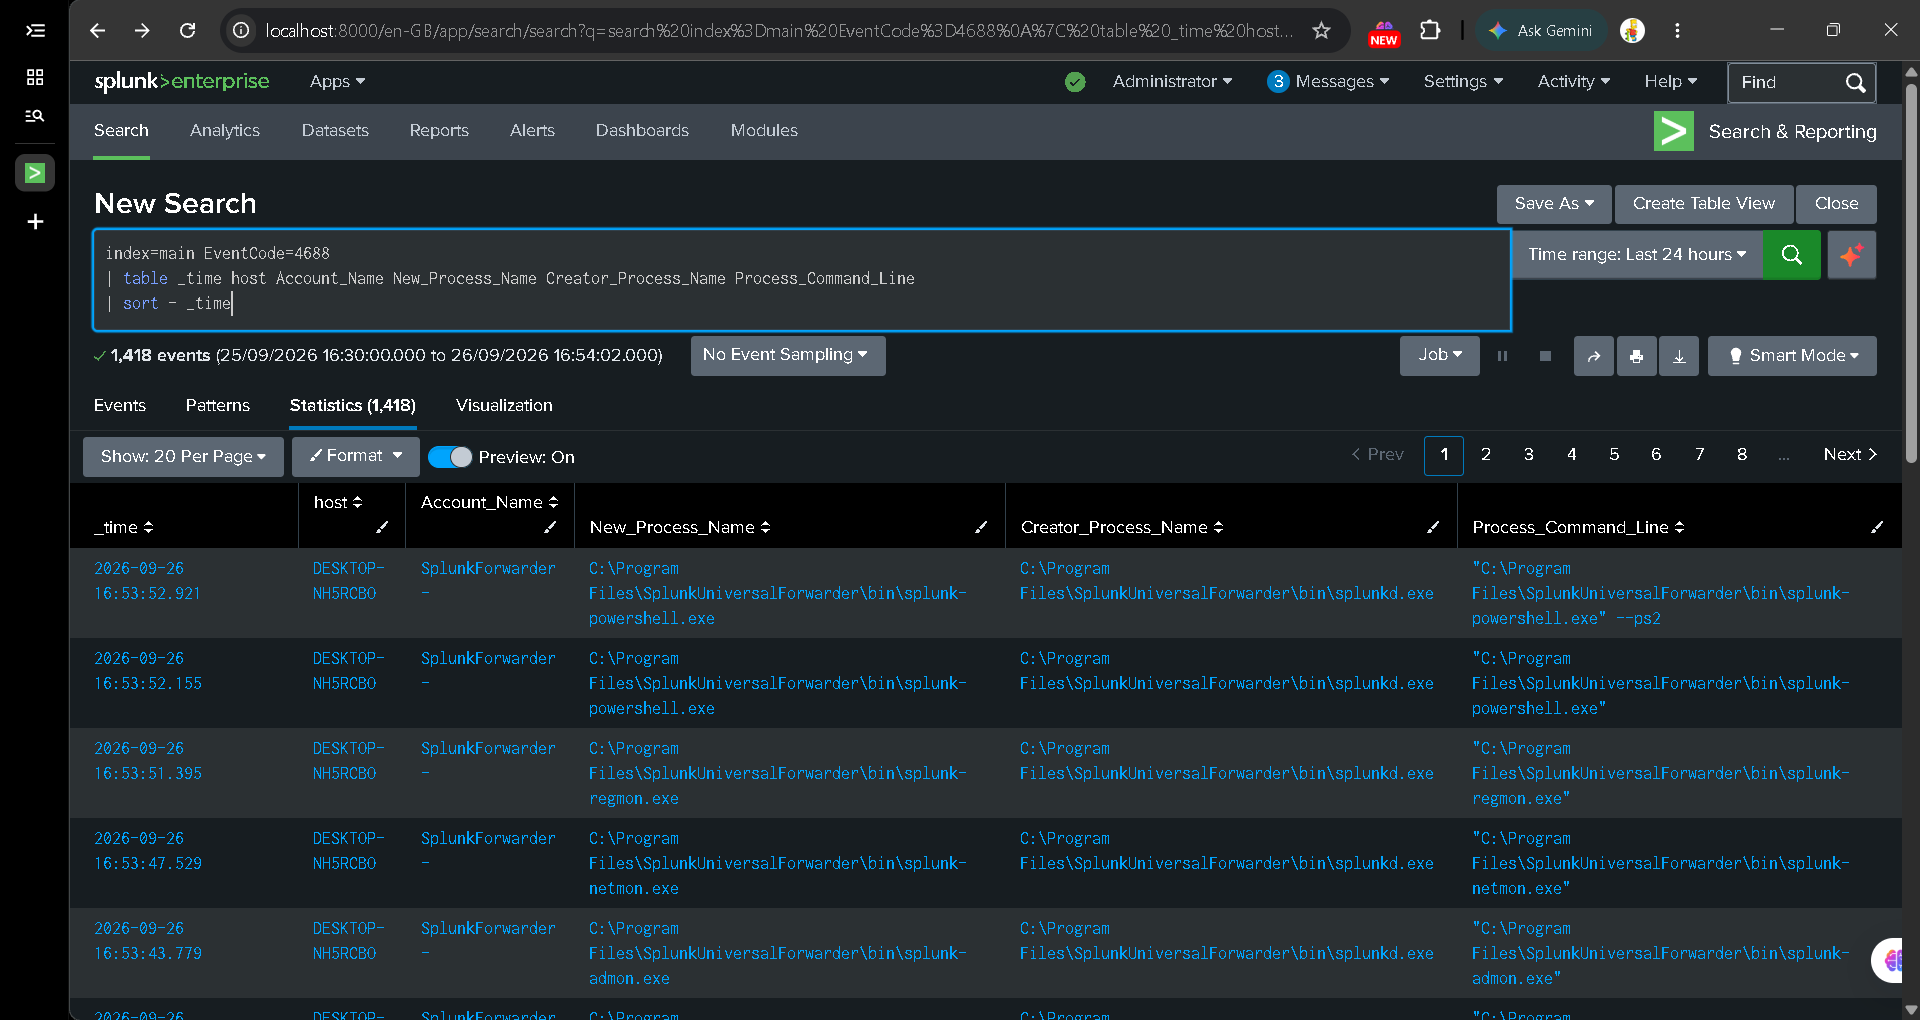 localhost:8000/en-GB/app/search/search?q=search%20index%3Dmain%20EventCode%3D4688%0A%7C%20table%20_time%20host...
NEW
Ask Gemini
splunk>enterprise
Apps
Administrator
3 Messages
Settings
Activity
Help
Find
Search
Analytics
Datasets
Reports
Alerts
Dashboards
Modules
Search & Reporting
New Search
Save As
Create Table View
Close
index=main EventCode=4688
| table _time host Account_Name New_Process_Name Creator_Process_Name Process_Command_Line
| sort - _time
Time range: Last 24 hours
1,418 events (25/09/2026 16:30:00.000 to 26/09/2026 16:54:02.000)
No Event Sampling
Job
Smart Mode
Events
Patterns
Statistics (1,418)
Visualization
Show: 20 Per Page
Format
Preview: On
< Prev
1
2
3
4
5
6
7
8
...
Next >
_time
host
Account_Name
New_Process_Name
Creator_Process_Name
Process_Command_Line
2026-09-26
16:53:52.921
DESKTOP-
NH5RCBO
SplunkForwarder
-
C:\Program
Files\SplunkUniversalForwarder\bin\splunk-
powershell.exe
C:\Program
Files\SplunkUniversalForwarder\bin\splunkd.exe
"C:\Program
Files\SplunkUniversalForwarder\bin\splunk-
powershell.exe" --ps2
2026-09-26
16:53:52.155
DESKTOP-
NH5RCBO
SplunkForwarder
-
C:\Program
Files\SplunkUniversalForwarder\bin\splunk-
powershell.exe
C:\Program
Files\SplunkUniversalForwarder\bin\splunkd.exe
"C:\Program
Files\SplunkUniversalForwarder\bin\splunk-
powershell.exe"
2026-09-26
16:53:51.395
DESKTOP-
NH5RCBO
SplunkForwarder
-
C:\Program
Files\SplunkUniversalForwarder\bin\splunk-
regmon.exe
C:\Program
Files\SplunkUniversalForwarder\bin\splunkd.exe
"C:\Program
Files\SplunkUniversalForwarder\bin\splunk-
regmon.exe"
2026-09-26
16:53:47.529
DESKTOP-
NH5RCBO
SplunkForwarder
-
C:\Program
Files\SplunkUniversalForwarder\bin\splunk-
netmon.exe
C:\Program
Files\SplunkUniversalForwarder\bin\splunkd.exe
"C:\Program
Files\SplunkUniversalForwarder\bin\splunk-
netmon.exe"
2026-09-26
16:53:43.779
DESKTOP-
NH5RCBO
SplunkForwarder
-
C:\Program
Files\SplunkUniversalForwarder\bin\splunk-
admon.exe
C:\Program
Files\SplunkUniversalForwarder\bin\splunkd.exe
"C:\Program
Files\SplunkUniversalForwarder\bin\splunk-
admon.exe"
2026-09-26
DESKTOP-
SplunkForwarder
C:\Program
C:\Program
"C:\Program